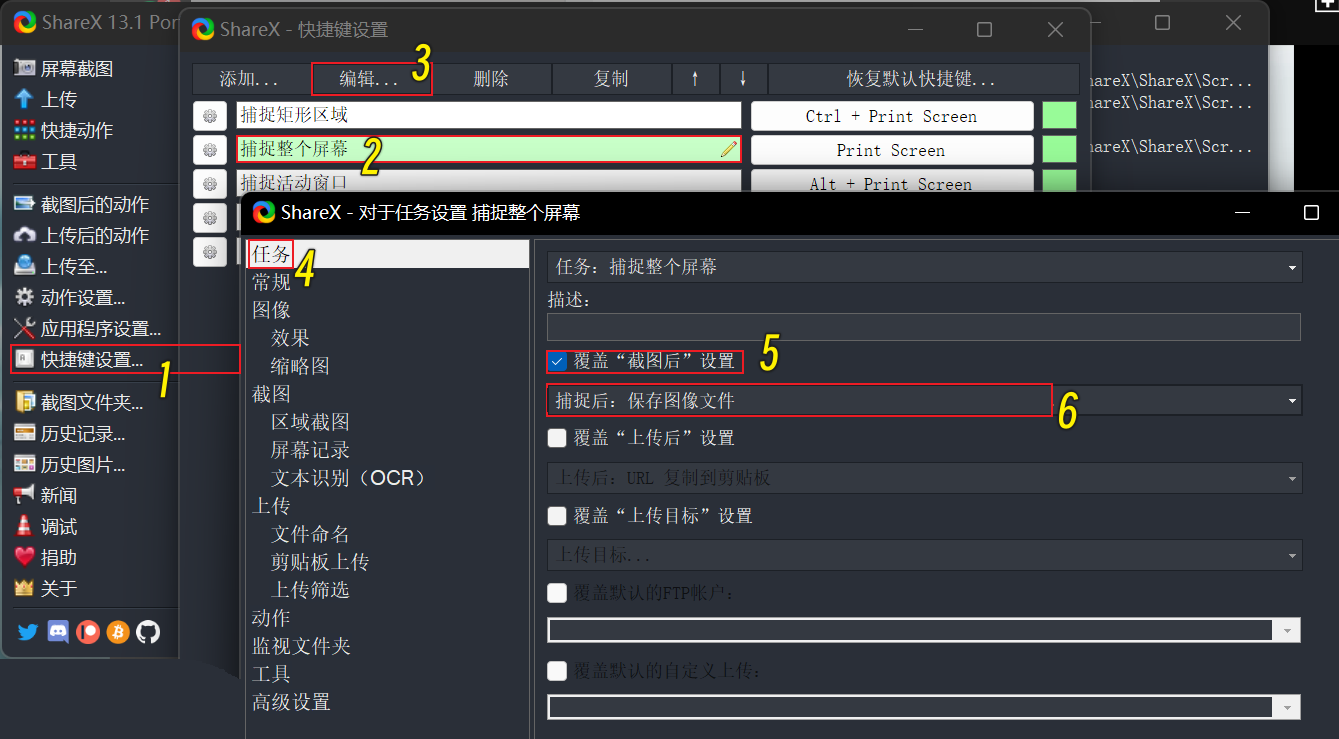 ShareX 13.1 Por
屏幕截图
上传
快捷动作
工具
截图后的动作
上传后的动作
上传至...
动作设置...
应用程序设置...
快捷键设置...
1
截图文件夹...
历史记录...
历史图片...
新闻
调试
捐助
关于
ShareX - 快捷键设置
添加...
编辑...
3
删除
复制
↑
↓
恢复默认快捷键...
捕捉矩形区域
Ctrl + Print Screen
捕捉整个屏幕
2
Print Screen
捕捉活动窗口
Alt + Print Screen
hareX\ShareX\Scr...
hareX\ShareX\Scr...
hareX\ShareX\Scr...
ShareX - 对于任务设置 捕捉整个屏幕
任务
4
常规
图像
效果
缩略图
截图
区域截图
屏幕记录
文本识别（OCR）
上传
文件命名
剪贴板上传
上传筛选
动作
监视文件夹
工具
高级设置
任务: 捕捉整个屏幕
描述:
覆盖“截图后”设置
5
捕捉后: 保存图像文件
6
覆盖“上传后”设置
上传后: URL 复制到剪贴板
覆盖“上传目标”设置
上传目标...
覆盖默认的FTP帐户:
覆盖默认的自定义上传: